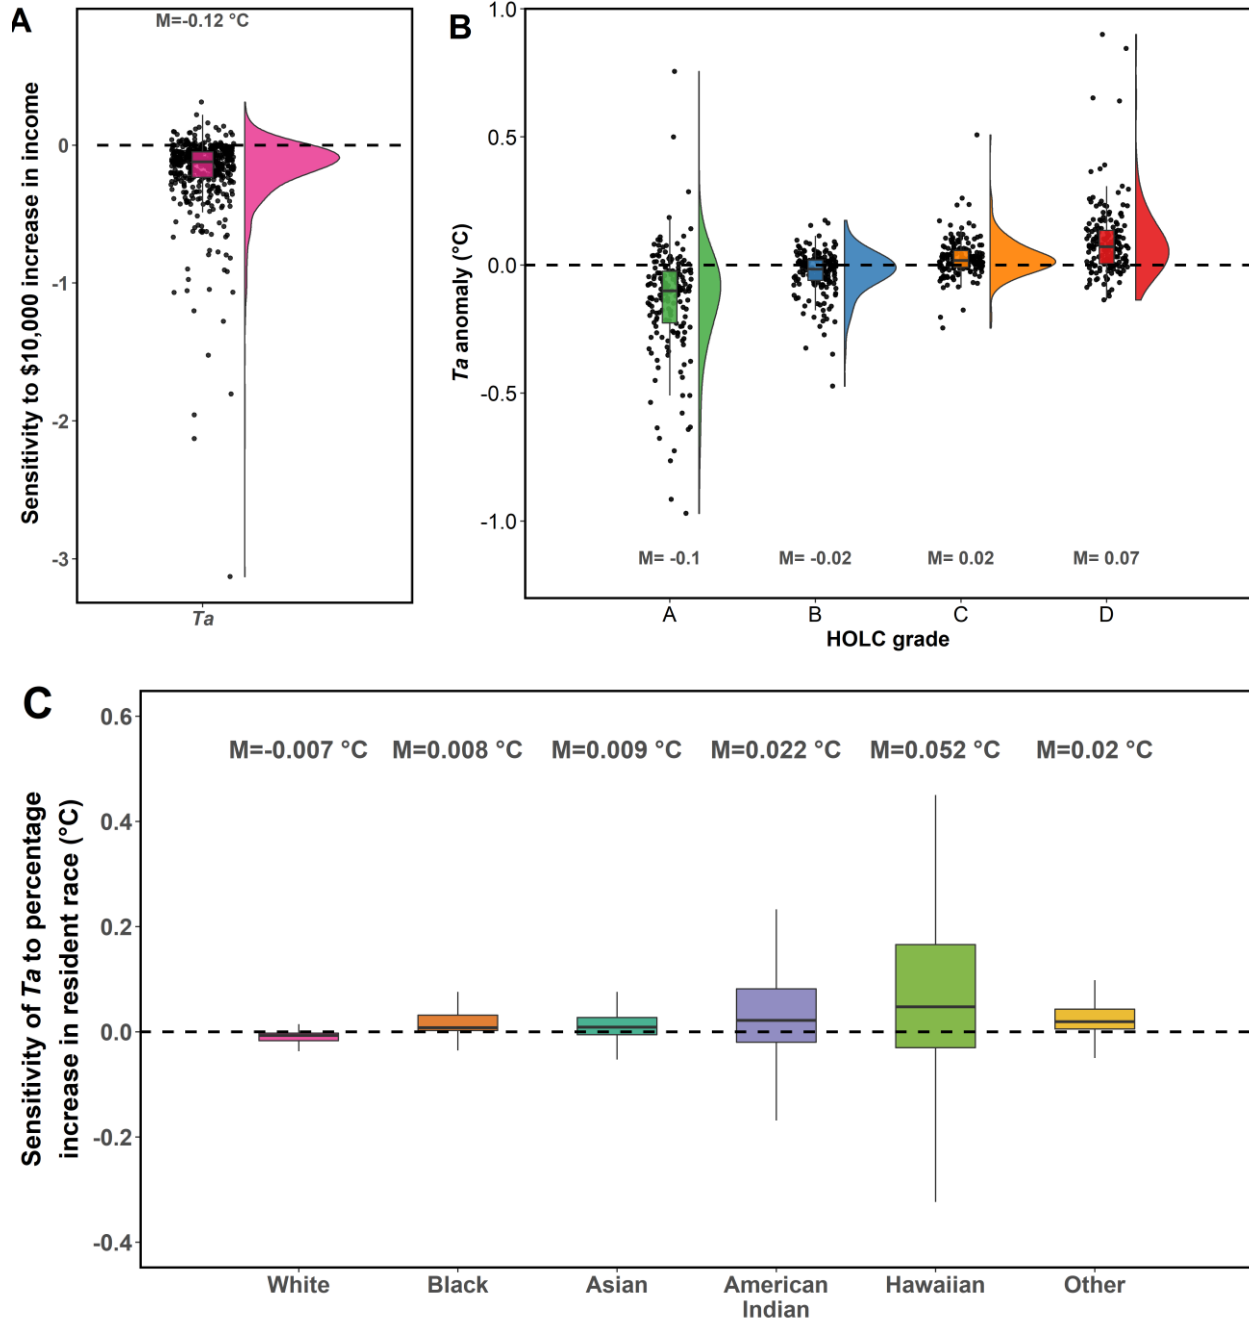 A
M=-0.12 °C
Sensitivity to $10,000 increase in income
0
-1
-2
-3
Ta
B
Ta anomaly (°C)
1.0
0.5
0.0
-0.5
-1.0
M= -0.1
M= -0.02
M= 0.02
M= 0.07
A
B
C
D
HOLC grade
C
Sensitivity of Ta to percentage
increase in resident race (°C)
0.6
0.4
0.2
0.0
-0.2
-0.4
M=-0.007 °C
M=0.008 °C
M=0.009 °C
M=0.022 °C
M=0.052 °C
M=0.02 °C
White
Black
Asian
American
Indian
Hawaiian
Other